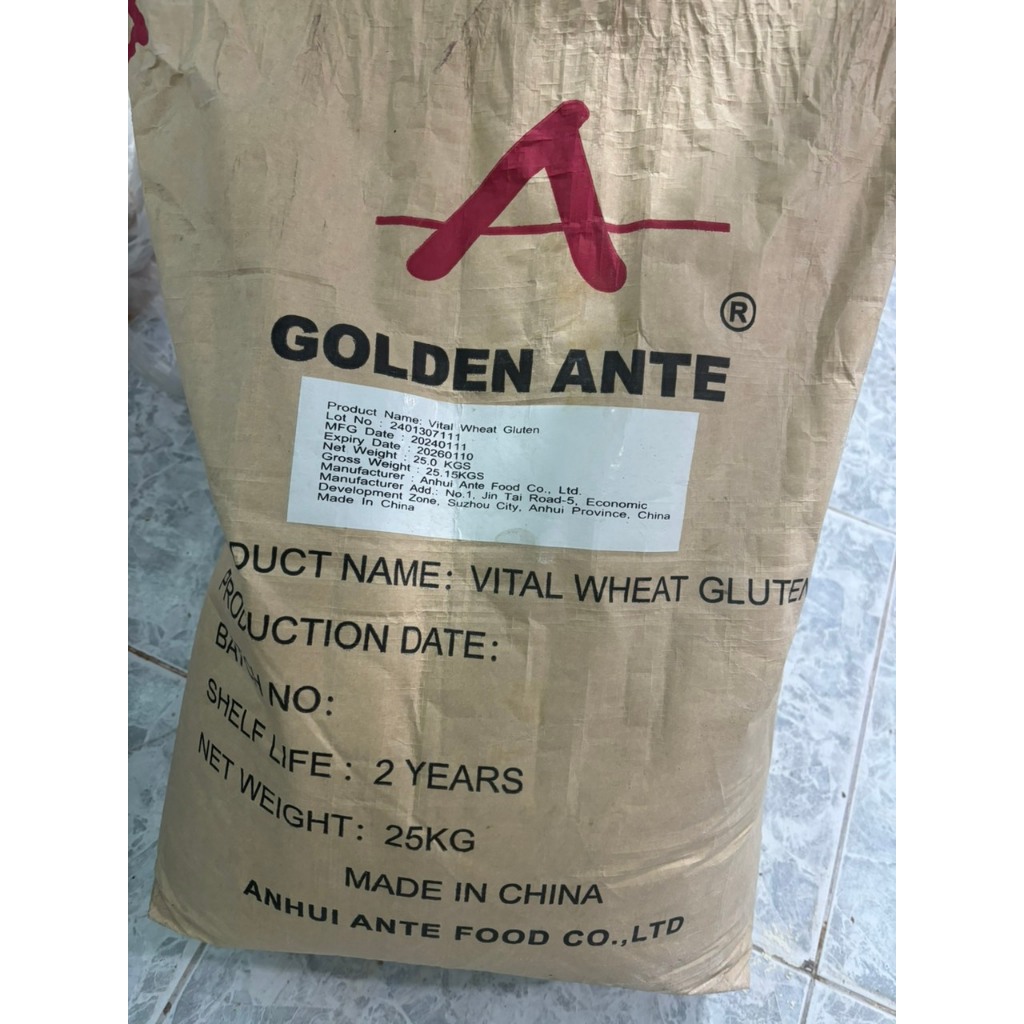 A
®
GOLDEN ANTE
Product Name: Vital Wheat Gluten
Lot No : 2401307111
MFG Date : 20240111
Expiry Date : 20260110
Net Weight : 25.0 KGS
Gross Weight : 25.15KGS
Manufacturer : Anhui Ante Food Co., Ltd.
Manufacturer Add.: No.1, Jin Tai Road-5, Economic
Development Zone, Suzhou City, Anhui Province, China
Made In China
DUCT NAME: VITAL WHEAT GLUTEN
PRODUCTION DATE:
BATCH NO:
SHELF LIFE : 2 YEARS
NET WEIGHT: 25KG
MADE IN CHINA
ANHUI ANTE FOOD CO.,LTD